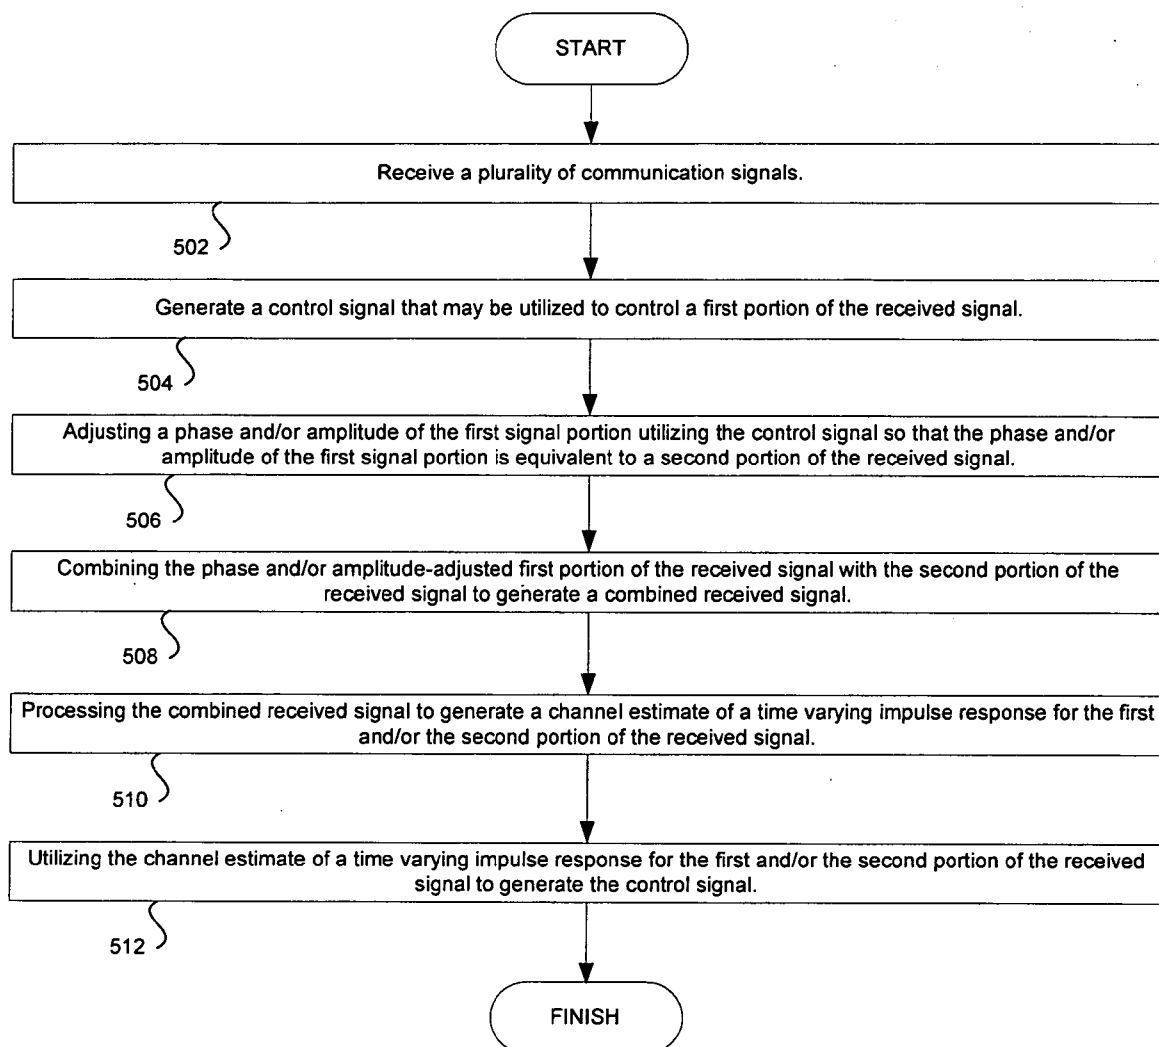 START
Receive a plurality of communication signals.
502
Generate a control signal that may be utilized to control a first portion of the received signal.
504
Adjusting a phase and/or amplitude of the first signal portion utilizing the control signal so that the phase and/or
amplitude of the first signal portion is equivalent to a second portion of the received signal.
506
Combining the phase and/or amplitude-adjusted first portion of the received signal with the second portion of the
received signal to generate a combined received signal.
508
Processing the combined received signal to generate a channel estimate of a time varying impulse response for the first
and/or the second portion of the received signal.
510
Utilizing the channel estimate of a time varying impulse response for the first and/or the second portion of the received
signal to generate the control signal.
512
FINISH